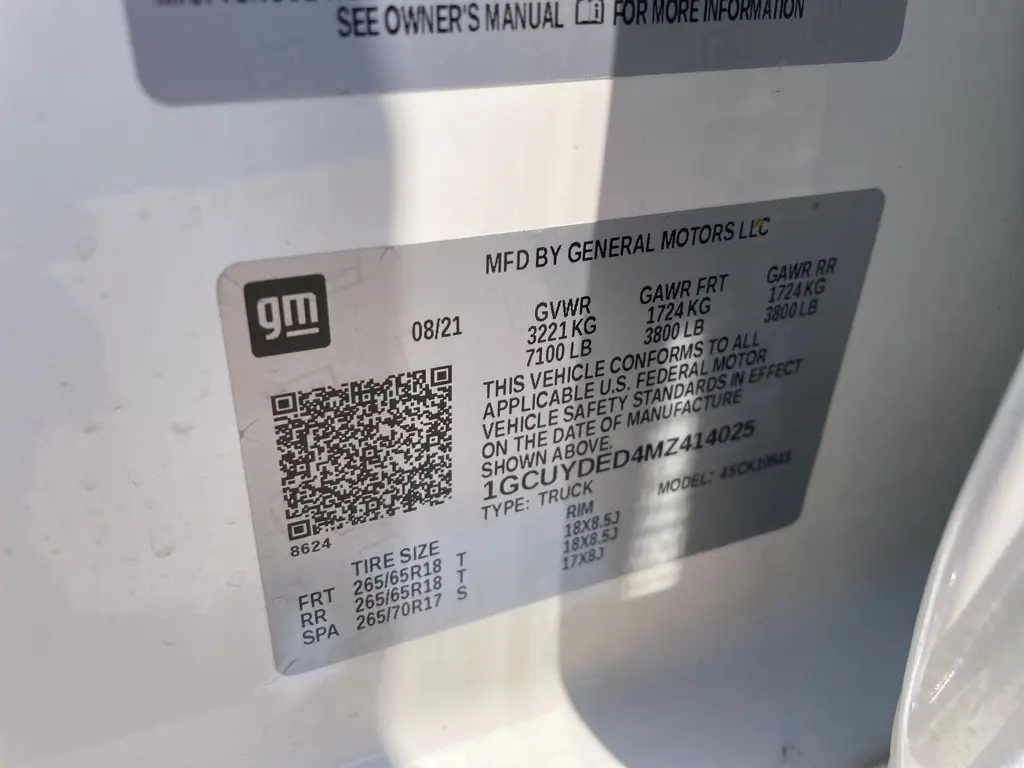 SEE OWNER'S MANUAL FOR MORE INFORMATION
MFD BY GENERAL MOTORS LLC
gm
08/21
GVWR GAWR FRT GAWR RR
3221 KG 1724 KG 1724 KG
7100 LB 3800 LB 3800 LB
THIS VEHICLE CONFORMS TO ALL
APPLICABLE U.S. FEDERAL MOTOR
VEHICLE SAFETY STANDARDS IN EFFECT
ON THE DATE OF MANUFACTURE
SHOWN ABOVE.
1GCUYDED4MZ414025
TYPE: TRUCK MODEL:
8624
TIRE SIZE RIM
FRT 265/65R18 T 18X8.5J
RR 265/65R18 T 18X8.5J
SPA 265/70R17 S 17X8J